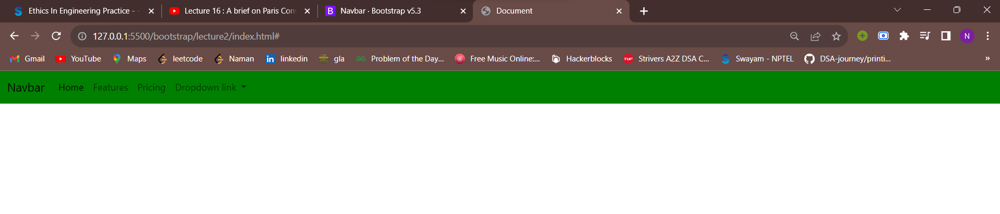 Ethics In Engineering Practice - -
Lecture 16 : A brief on Paris Con
Navbar · Bootstrap v5.3
Document
127.0.0.1:5500/bootstrap/lecture2/index.html#
N
Gmail YouTube Maps leetcode Naman linkedin gla Problem of the Day... Free Music Online:... Hackerblocks Strivers A2Z DSA C... Swayam - NPTEL DSA-journey/printi... »
Navbar Home Features Pricing Dropdown link